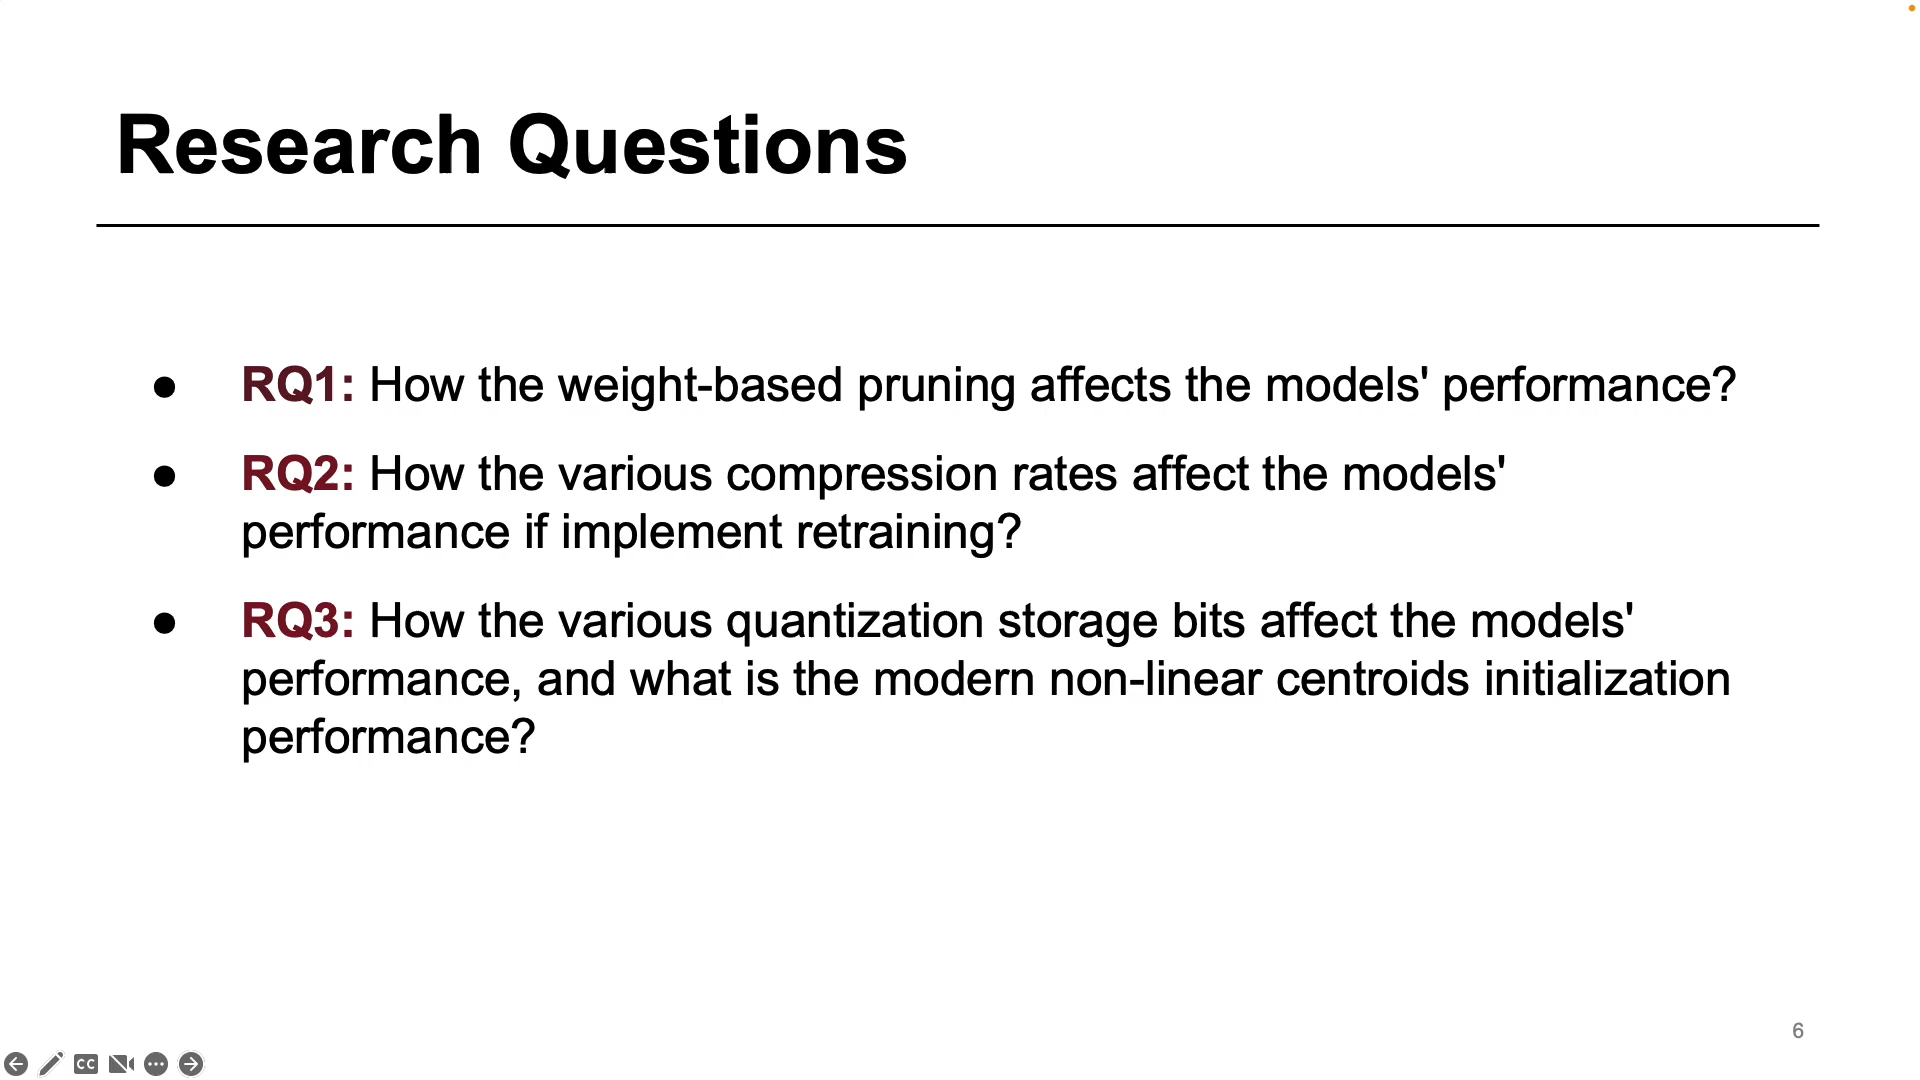 Research Questions
● RQ1: How the weight-based pruning affects the models' performance?
● RQ2: How the various compression rates affect the models'
performance if implement retraining?
● RQ3: How the various quantization storage bits affect the models'
performance, and what is the modern non-linear centroids initialization
performance?
6
CC